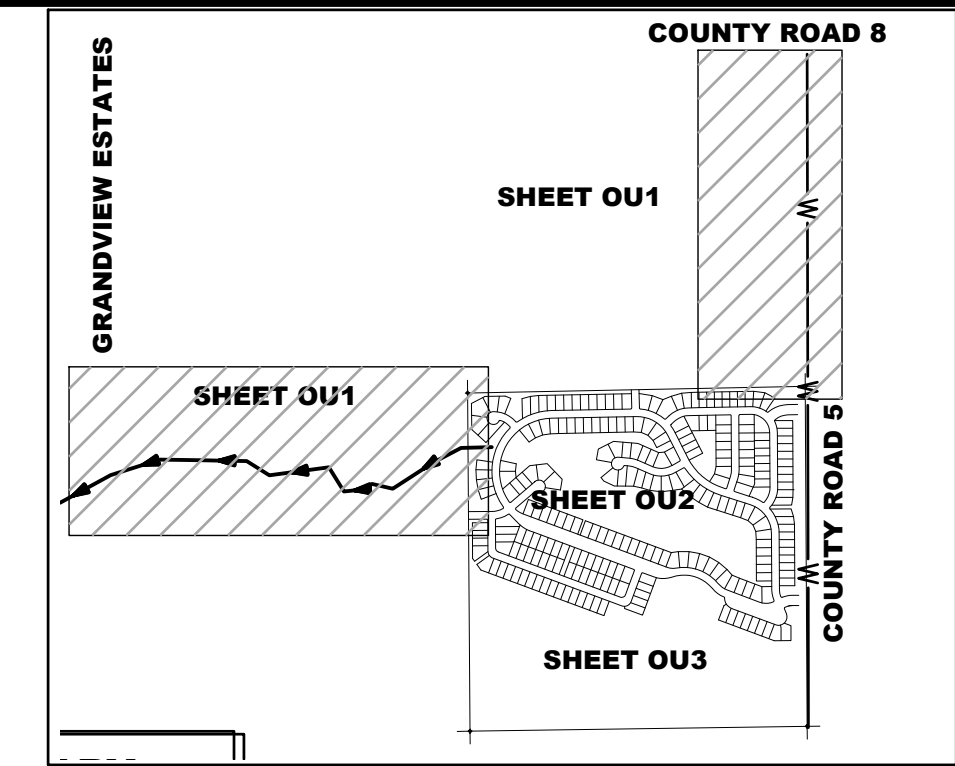 COUNTY ROAD 8
GRANDVIEW ESTATES
SHEET OU1
SHEET OU1
W
W
COUNTY ROAD 5
SHEET OU2
W
SHEET OU3